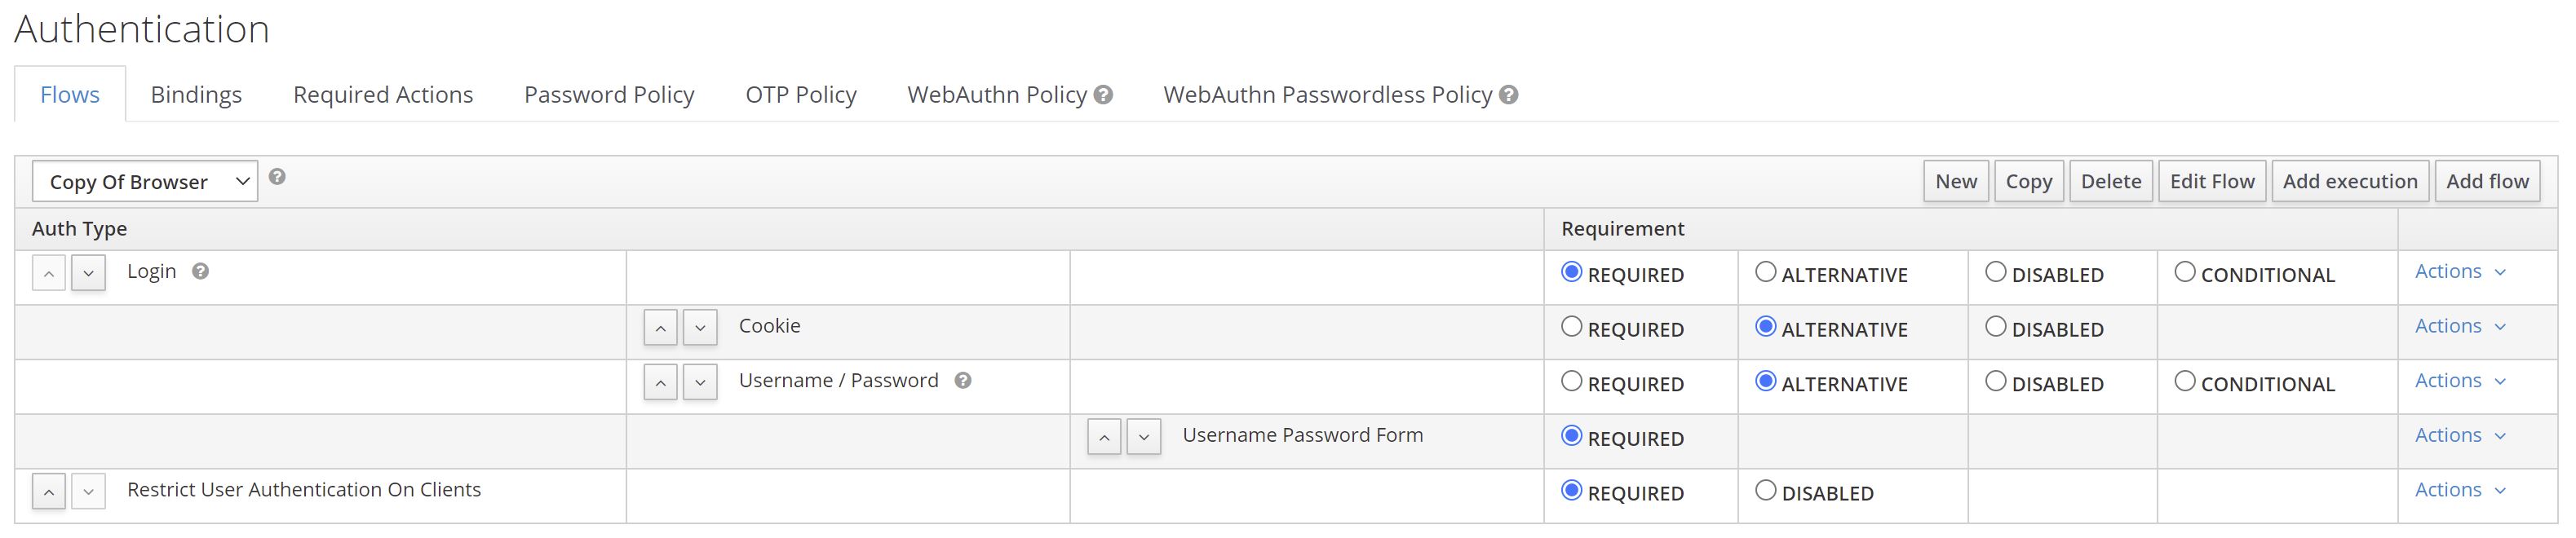 Authentication
Flows Bindings Required Actions Password Policy OTP Policy WebAuthn Policy ? WebAuthn Passwordless Policy ?
Copy Of Browser ? New Copy Delete Edit Flow Add execution Add flow
Auth Type Requirement
Login ? REQUIRED ALTERNATIVE DISABLED CONDITIONAL Actions
Cookie REQUIRED ALTERNATIVE DISABLED Actions
Username / Password ? REQUIRED ALTERNATIVE DISABLED CONDITIONAL Actions
Username Password Form REQUIRED Actions
Restrict User Authentication On Clients REQUIRED DISABLED Actions